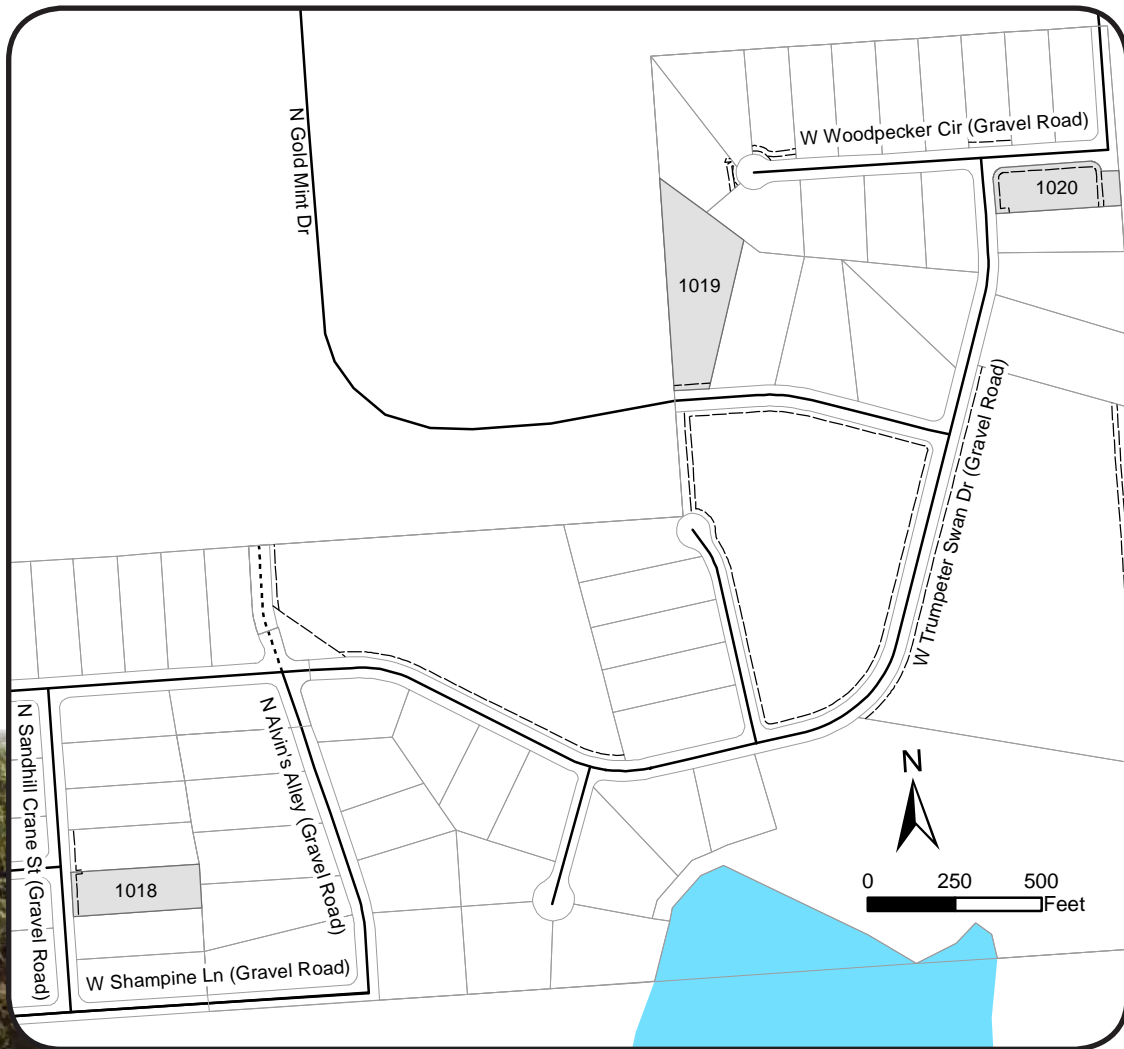 W Woodpecker Cir (Gravel Road)
N Gold Mint Dr
1020
1019
W Trumpeter Swan Dr (Gravel Road)
N Sandhill Crane St (Gravel Road)
N Alvin's Alley (Gravel Road)
N
0 250 500
Feet
1018
W Shampine Ln (Gravel Road)